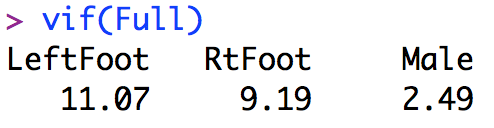 > vif(Full)
LeftFoot RtFoot Male
11.07 9.19 2.49